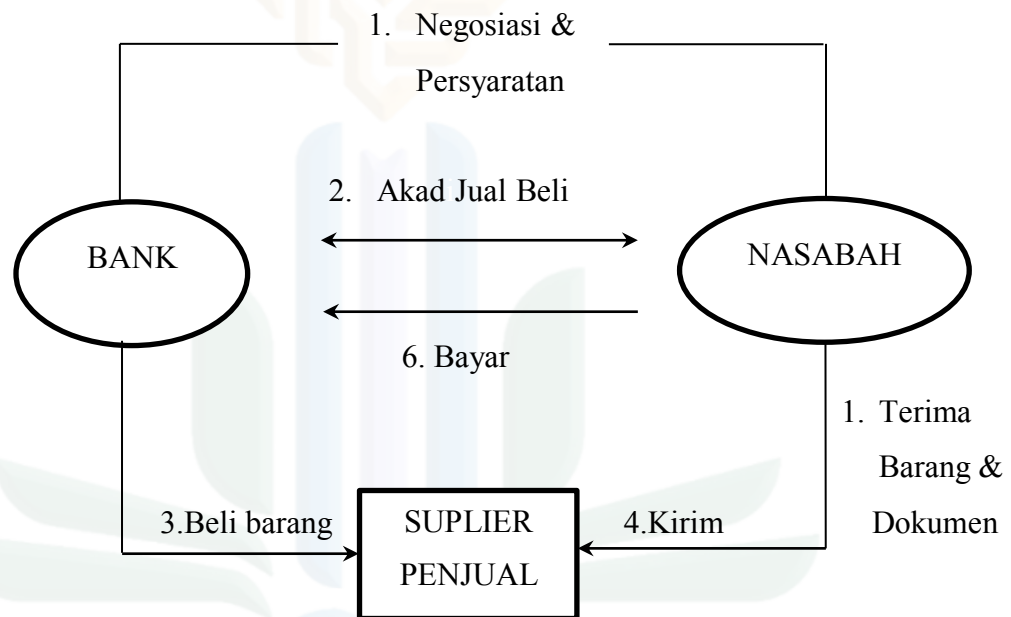 1. Negosiasi &
Persyaratan
2. Akad Jual Beli
BANK
NASABAH
6. Bayar
1. Terima
Barang &
Dokumen
3.Beli barang
SUPLIER
PENJUAL
4.Kirim